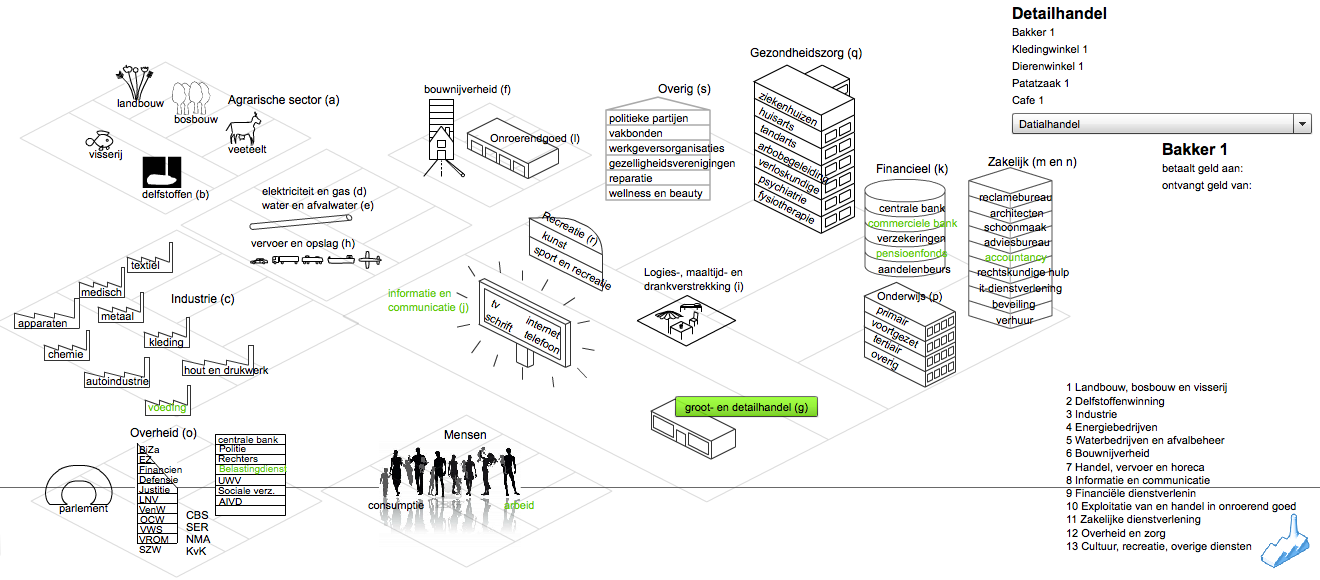 Detailhandel
Bakker 1
Kledingwinkel 1
Dierenwinkel 1
Patatzaak 1
Cafe 1
Datialhandel
Bakker 1
betaalt geld aan:
ontvangt geld van:
landbouw
bosbouw
Agrarische sector (a)
visserij
veeteelt
delfstoffen (b)
bouwnijverheid (f)
Onroerendgoed (l)
Overig (s)
politieke partijen
vakbonden
werkgeversorganisaties
gezelligheidsverenigingen
reparatie
wellness en beauty
Gezondheidszorg (q)
ziekenhuizen
huisarts
tandarts
arbobegeleiding
verloskundige
psychiatrie
fysiotherapie
Financieel (k)
centrale bank
commerciele bank
verzekeringen
pensioenfonds
aandelenbeurs
Zakelijk (m en n)
reclamebureau
architecten
schoonmaak
adviesbureau
accountancy
rechtskundige hulp
it-dienstverlening
beveiling
verhuur
elektriciteit en gas (d)
water en afvalwater (e)
vervoer en opslag (h)
Recreatie (r)
kunst
sport en recreatie
informatie en
communicatie (j)
tv
internet
schrift
telefoon
Logies-, maaltijd- en
drankverstrekking (i)
Onderwijs (p)
primair
voortgezet
tertiair
overig
textiel
medisch
Industrie (c)
apparaten
metaal
kleding
chemie
hout en drukwerk
autoindustrie
voeding
groot- en detailhandel (g)
Overheid (o)
BiZa
EZ
Financien
Defensie
Justitie
LNV
VenW
OCW
VWS
VROM
SZW
centrale bank
Politie
Rechters
Belastingdienst
UWV
Sociale verz.
AIVD
CBS
SER
NMA
KvK
parlement
Mensen
consumptie
arbeid
1 Landbouw, bosbouw en visserij
2 Delfstoffenwinning
3 Industrie
4 Energiebedrijven
5 Waterbedrijven en afvalbeheer
6 Bouwnijverheid
7 Handel, vervoer en horeca
8 Informatie en communicatie
9 Financiële dienstverlenin
10 Exploitatie van en handel in onroerend goed
11 Zakelijke dienstverlening
12 Overheid en zorg
13 Cultuur, recreatie, overige diensten